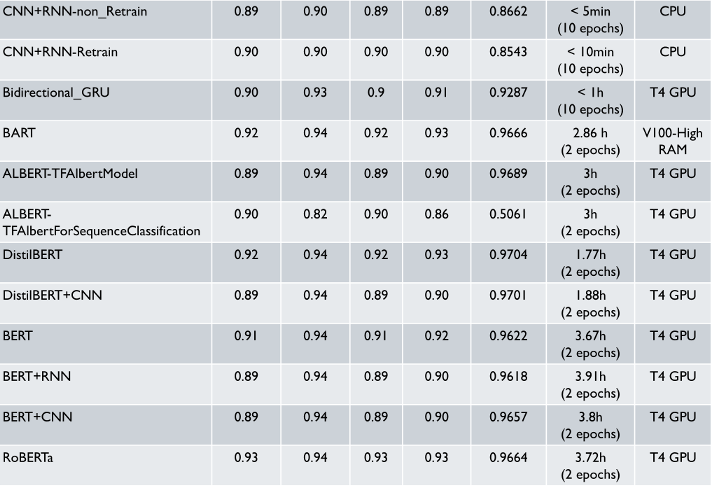 CNN+RNN-non_Retrain 0.89 0.90 0.89 0.89 0.8662 < 5min CPU
(10 epochs)
CNN+RNN-Retrain 0.90 0.90 0.90 0.90 0.8543 < 10min CPU
(10 epochs)
Bidirectional_GRU 0.90 0.93 0.9 0.91 0.9287 < 1h T4 GPU
(10 epochs)
BART 0.92 0.94 0.92 0.93 0.9666 2.86 h V100-High
(2 epochs) RAM
ALBERT-TFAlbertModel 0.89 0.94 0.89 0.90 0.9689 3h T4 GPU
(2 epochs)
ALBERT- 0.90 0.82 0.90 0.86 0.5061 3h T4 GPU
TFAlbertForSequenceClassification (2 epochs)
DistilBERT 0.92 0.94 0.92 0.93 0.9704 1.77h T4 GPU
(2 epochs)
DistilBERT+CNN 0.89 0.94 0.89 0.90 0.9701 1.88h T4 GPU
(2 epochs)
BERT 0.91 0.94 0.91 0.92 0.9622 3.67h T4 GPU
(2 epochs)
BERT+RNN 0.89 0.94 0.89 0.90 0.9618 3.91h T4 GPU
(2 epochs)
BERT+CNN 0.89 0.94 0.89 0.90 0.9657 3.8h T4 GPU
(2 epochs)
RoBERTa 0.93 0.94 0.93 0.93 0.9664 3.72h T4 GPU
(2 epochs)